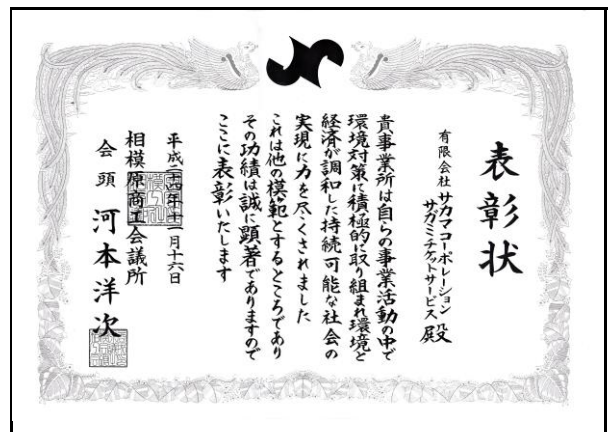 表彰状
有限会社サカマコーポレーション
サガミチケットサービス 殿
貴事業所は自らの事業活動の中で
環境対策に積極的に取り組まれ環境と
経済が調和した持続可能な社会の
実現に力を尽くされました
これは他の模範とするところであり
その功績は誠に顕著でありますので
ここに表彰いたします
平成二十四年十一月十六日
相模原商工会議所
会頭 河本洋次